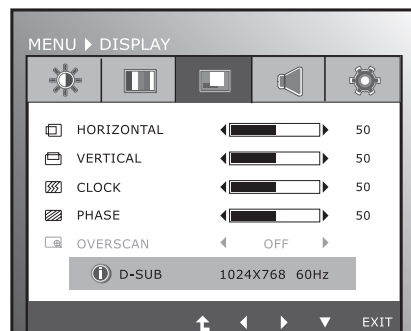 MENU DISPLAY
HORIZONTAL 50
VERTICAL 50
CLOCK 50
PHASE 50
OVERSCAN OFF
D-SUB 1024X768 60Hz
EXIT